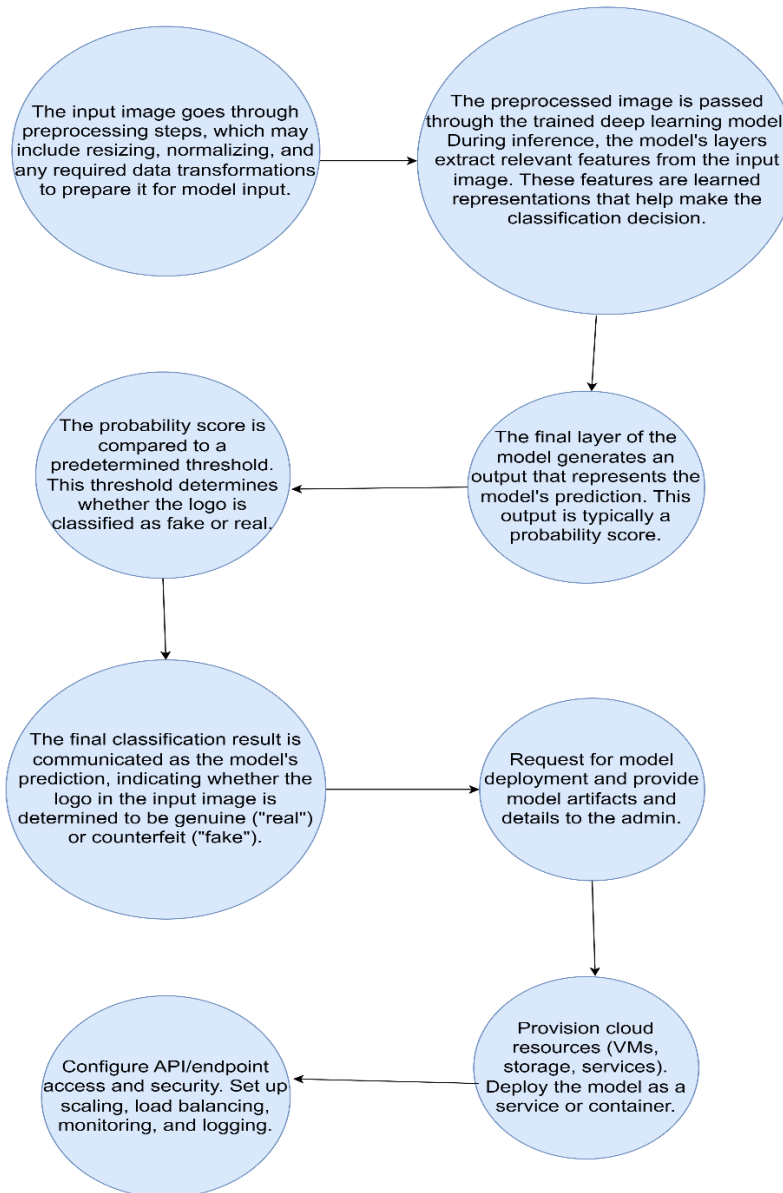 The input image goes through
preprocessing steps, which may
include resizing, normalizing, and
any required data transformations
to prepare it for model input.
The preprocessed image is passed
through the trained deep learning model.
During inference, the model's layers
extract relevant features from the input
image. These features are learned
representations that help make the
classification decision.
The final layer of the
model generates an
output that represents the
model's prediction. This
output is typically a
probability score.
The probability score is
compared to a
predetermined threshold.
This threshold determines
whether the logo is
classified as fake or real.
The final classification result is
communicated as the model's
prediction, indicating whether the
logo in the input image is
determined to be genuine ("real")
or counterfeit ("fake").
Request for model
deployment and provide
model artifacts and
details to the admin.
Provision cloud
resources (VMs,
storage, services).
Deploy the model as a
service or container.
Configure API/endpoint
access and security. Set up
scaling, load balancing,
monitoring, and logging.